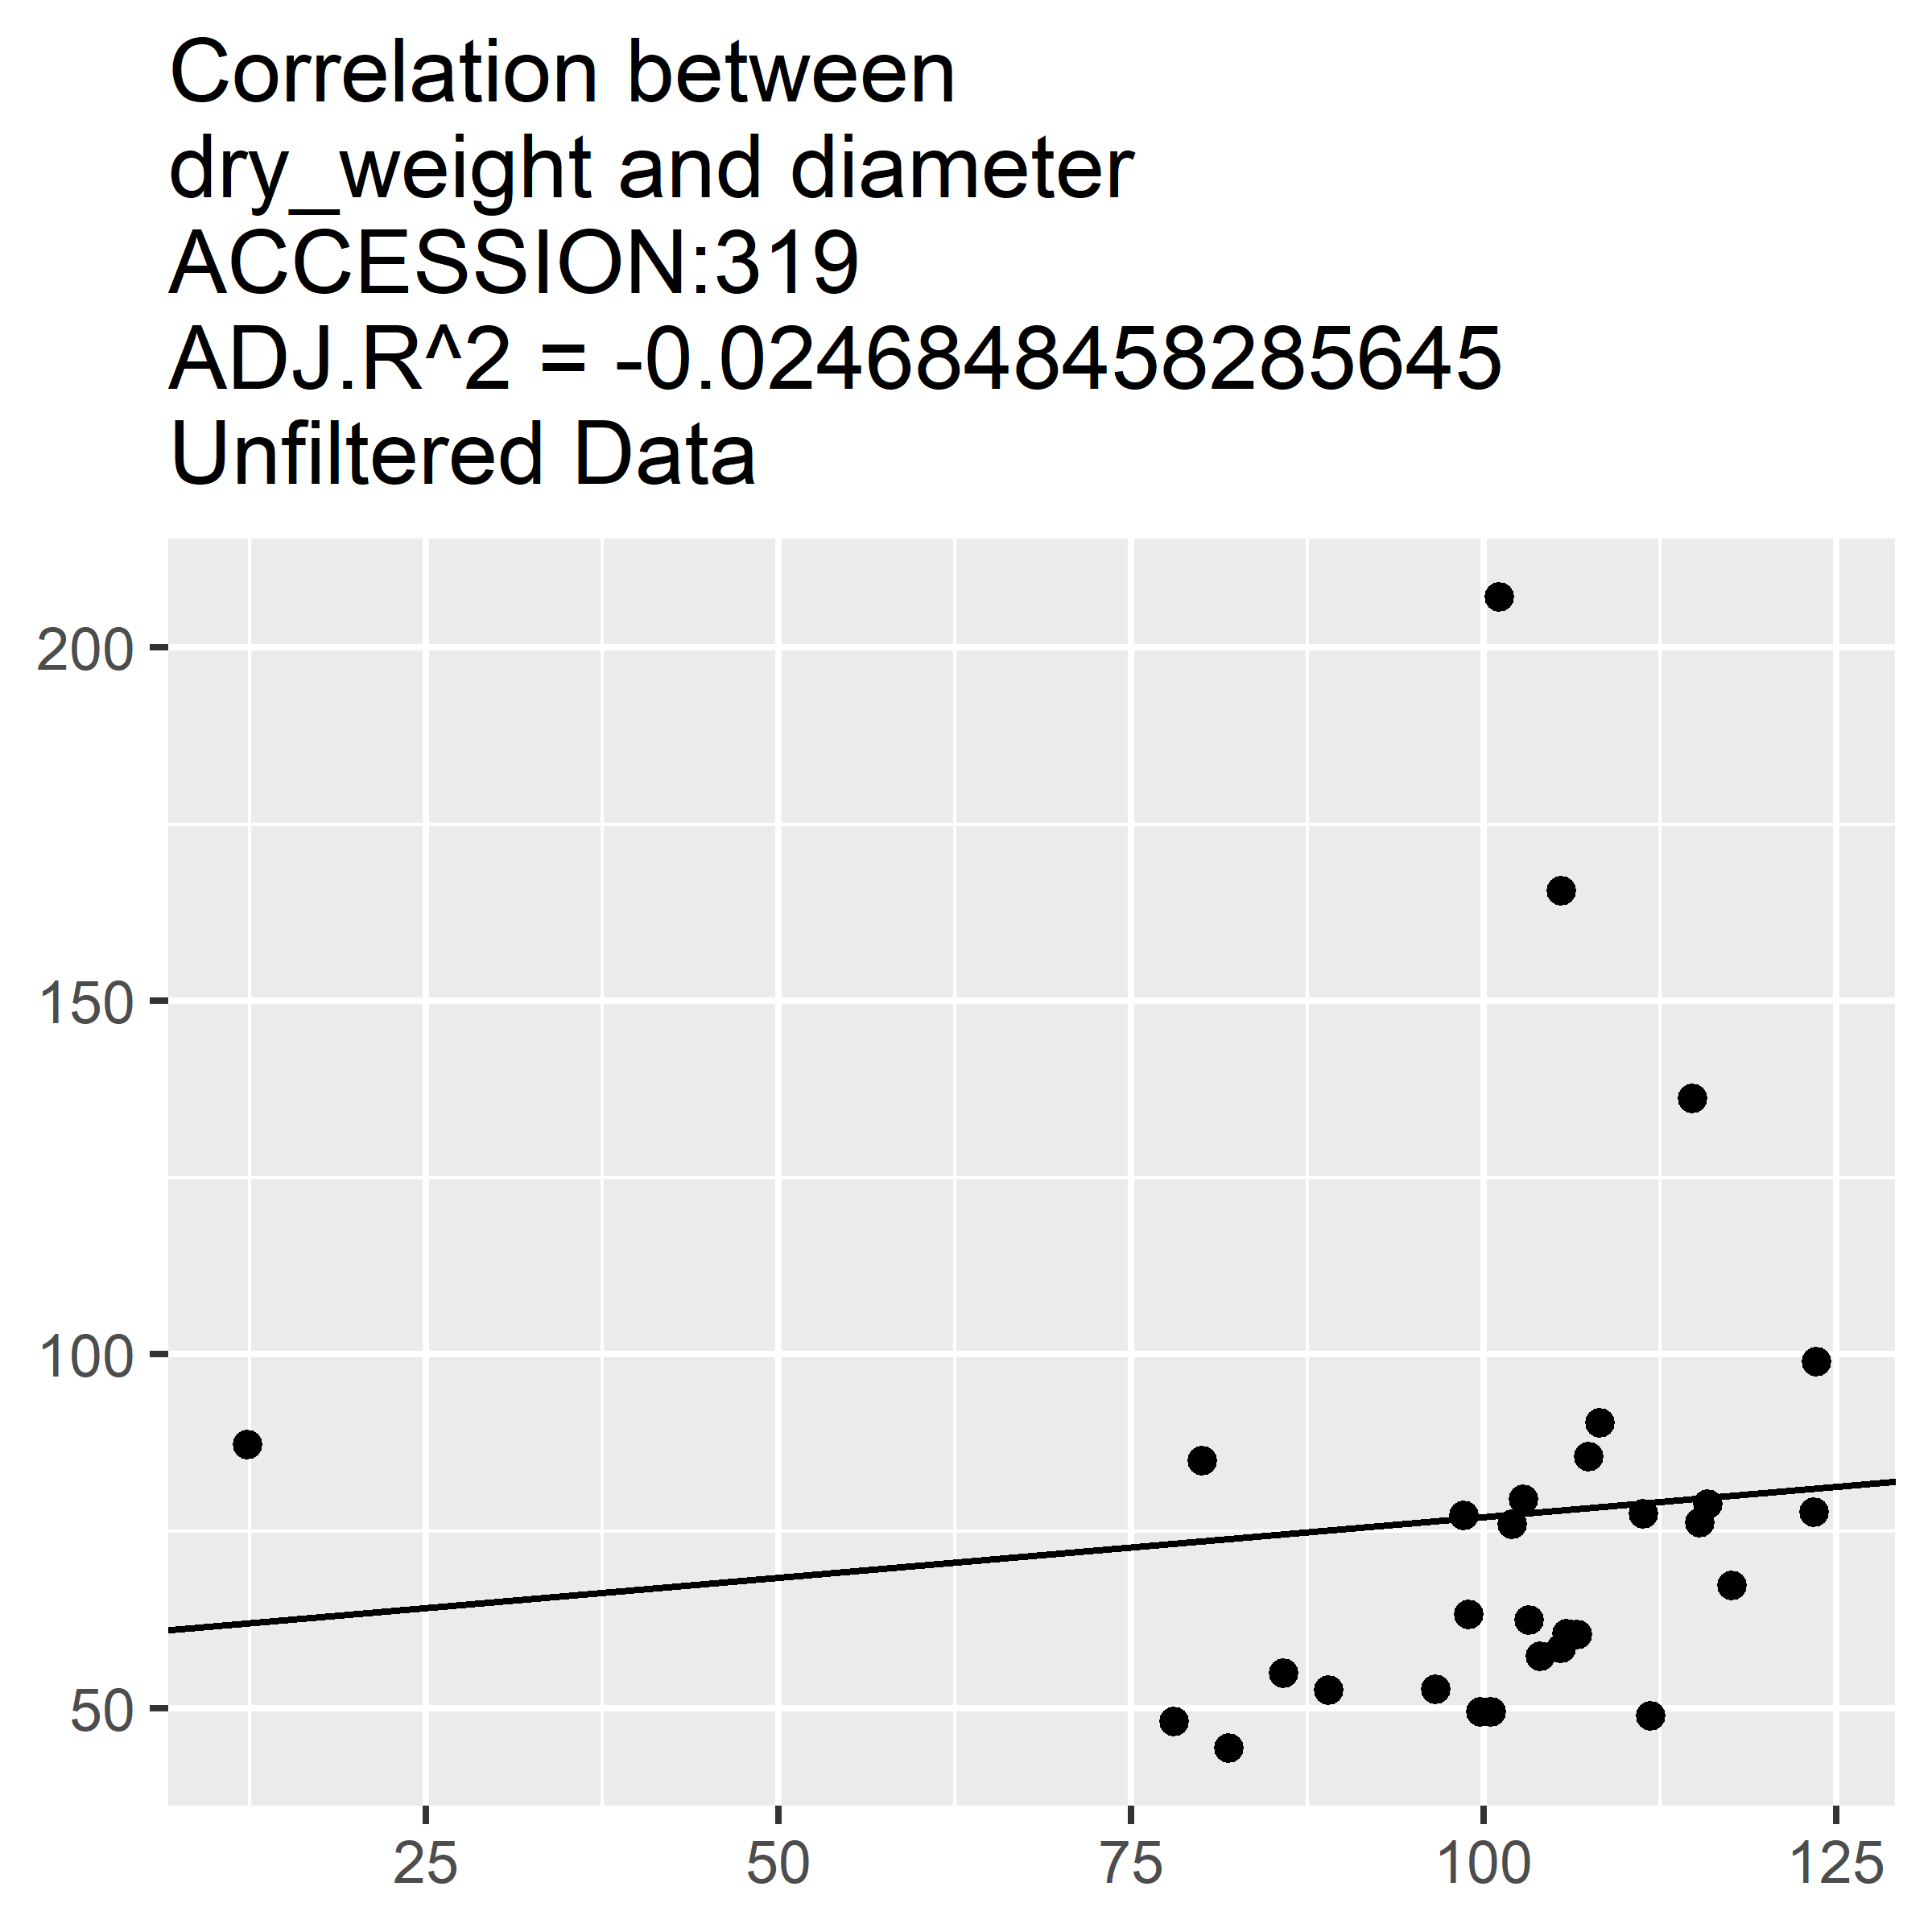 Correlation between
dry_weight and diameter
ACCESSION:319
ADJ.R^2 = -0.0246848458285645
Unfiltered Data
200
150
100
50
25 50 75 100 125